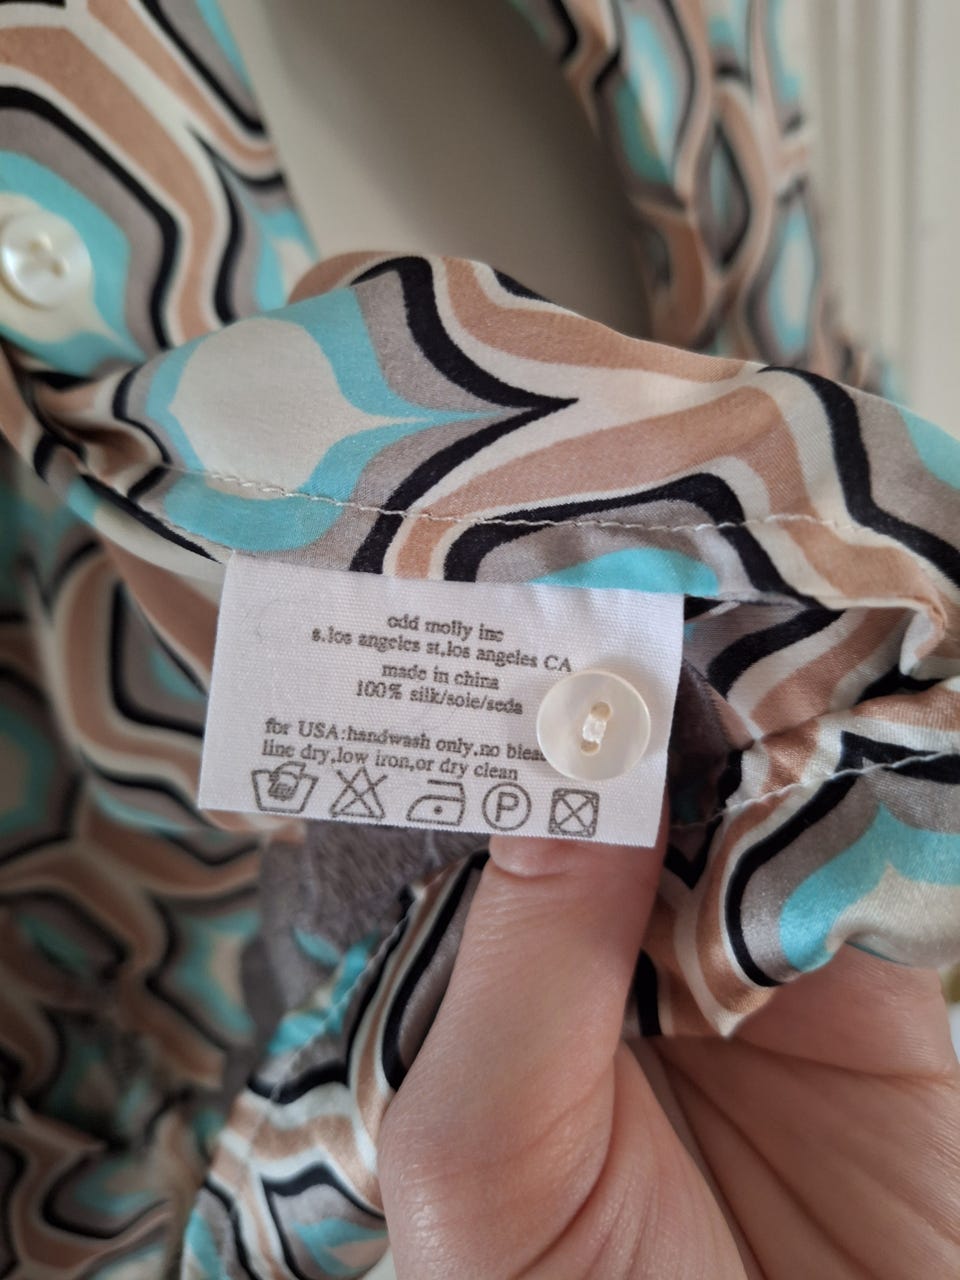 odd molly inc
s.los angeles st,los angeles CA
made in china
100% silk/soie/seda
for USA:handwash only,no blea
line dry,low iron,or dry clean
P